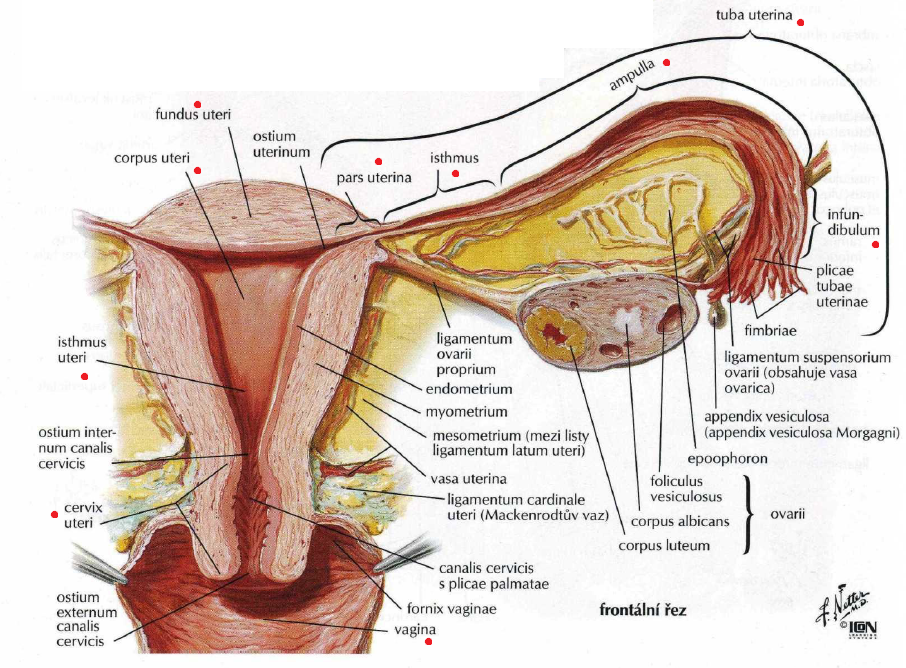 tuba uterina
ampulla
fundus uteri
ostium
uterinum
corpus uteri
isthmus
pars uterina
infun-
dibulum
plicae
tubae
uterinae
fimbriae
isthmus
uteri
ligamentum
ovarii
proprium
ligamentum suspensorium
ovarii (obsahuje vasa
ovarica)
endometrium
myometrium
appendix vesiculosa
(appendix vesiculosa Morgagni)
ostium inter-
num canalis
cervicis
mesometrium (mezi listy
ligamentum latum uteri)
epoophoron
vasa uterina
foliculus
vesiculosus
ligamentum cardinale
uteri (Mackenrodtův vaz)
cervix
uteri
corpus albicans
ovarii
corpus luteum
canalis cervicis
s plicae palmatae
ostium
externum
canalis
cervicis
fornix vaginae
frontální řez
vagina
F. Netter
M.D.
© ICON
LEARNING
SYSTEMS